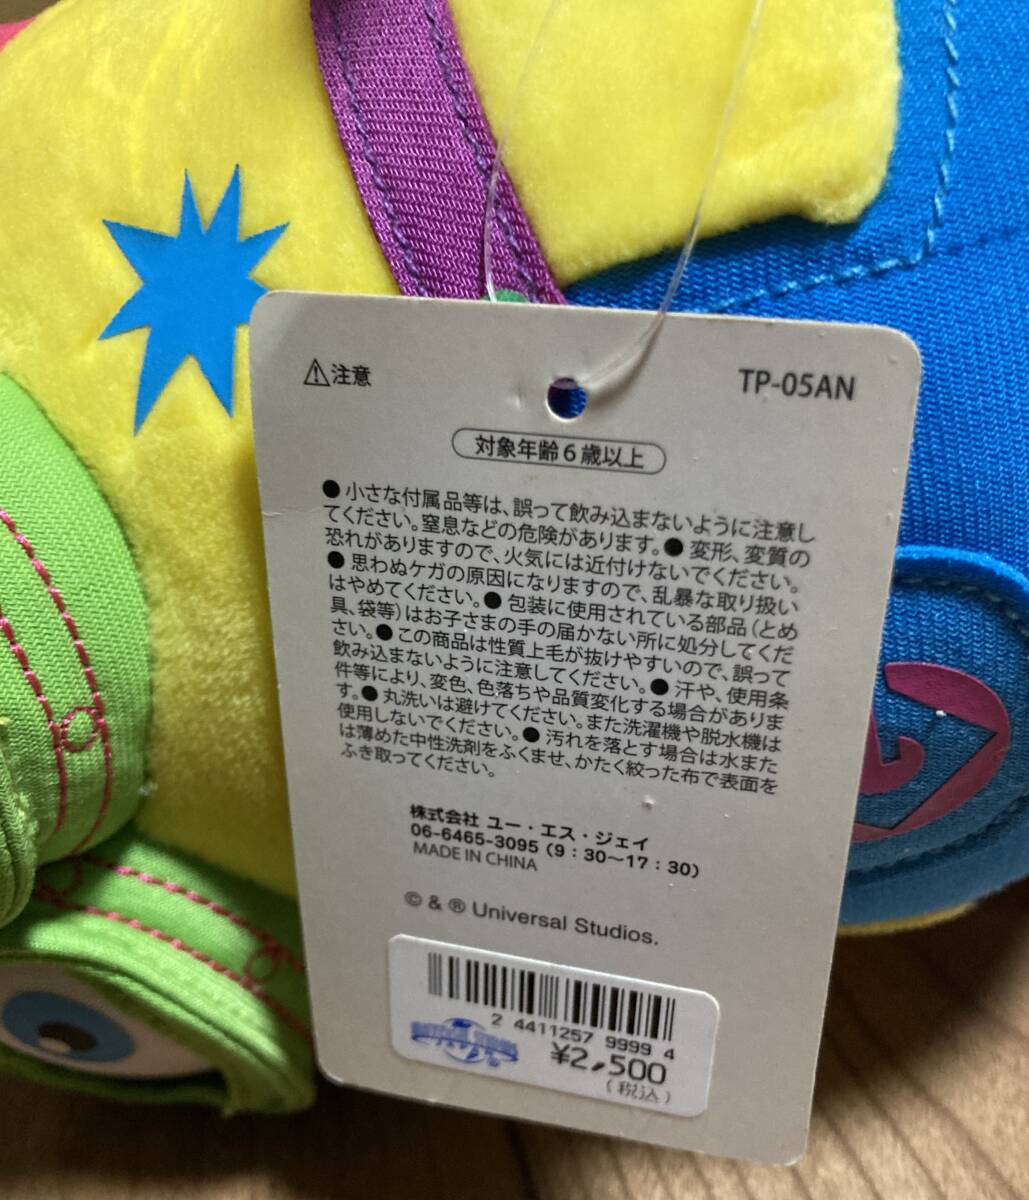 ⚠注意
TP-05AN
対象年齢6歳以上
●小さな付属品等は、誤って飲み込まないように注意し
てください。窒息などの危険があります。●変形、変質の
恐れがありますので、火気には近付けないでください。
●思わぬケガの原因になりますので、乱暴な取り扱い
はやめてください。●包装に使用されている部品(とめ
具、袋等)はお子さまの手の届かない所に処分してくだ
さい。●この商品は性質上毛が抜けやすいので、誤って
飲み込まないように注意してください。●汗や、使用条
件等により、変色、色落ちや品質変化する場合がありま
す。●丸洗いは避けてください。また洗濯機や脱水機は
使用しないでください。●汚れを落とす場合は水また
は薄めた中性洗剤をふくませ、かたく絞った布で表面を
ふき取ってください。
株式会社 ユー・エス・ジェイ
06-6465-3095(9:30~17:30)
MADE IN CHINA
© & ® Universal Studios.
2 4411257 9999 4
¥2,500
(税込)